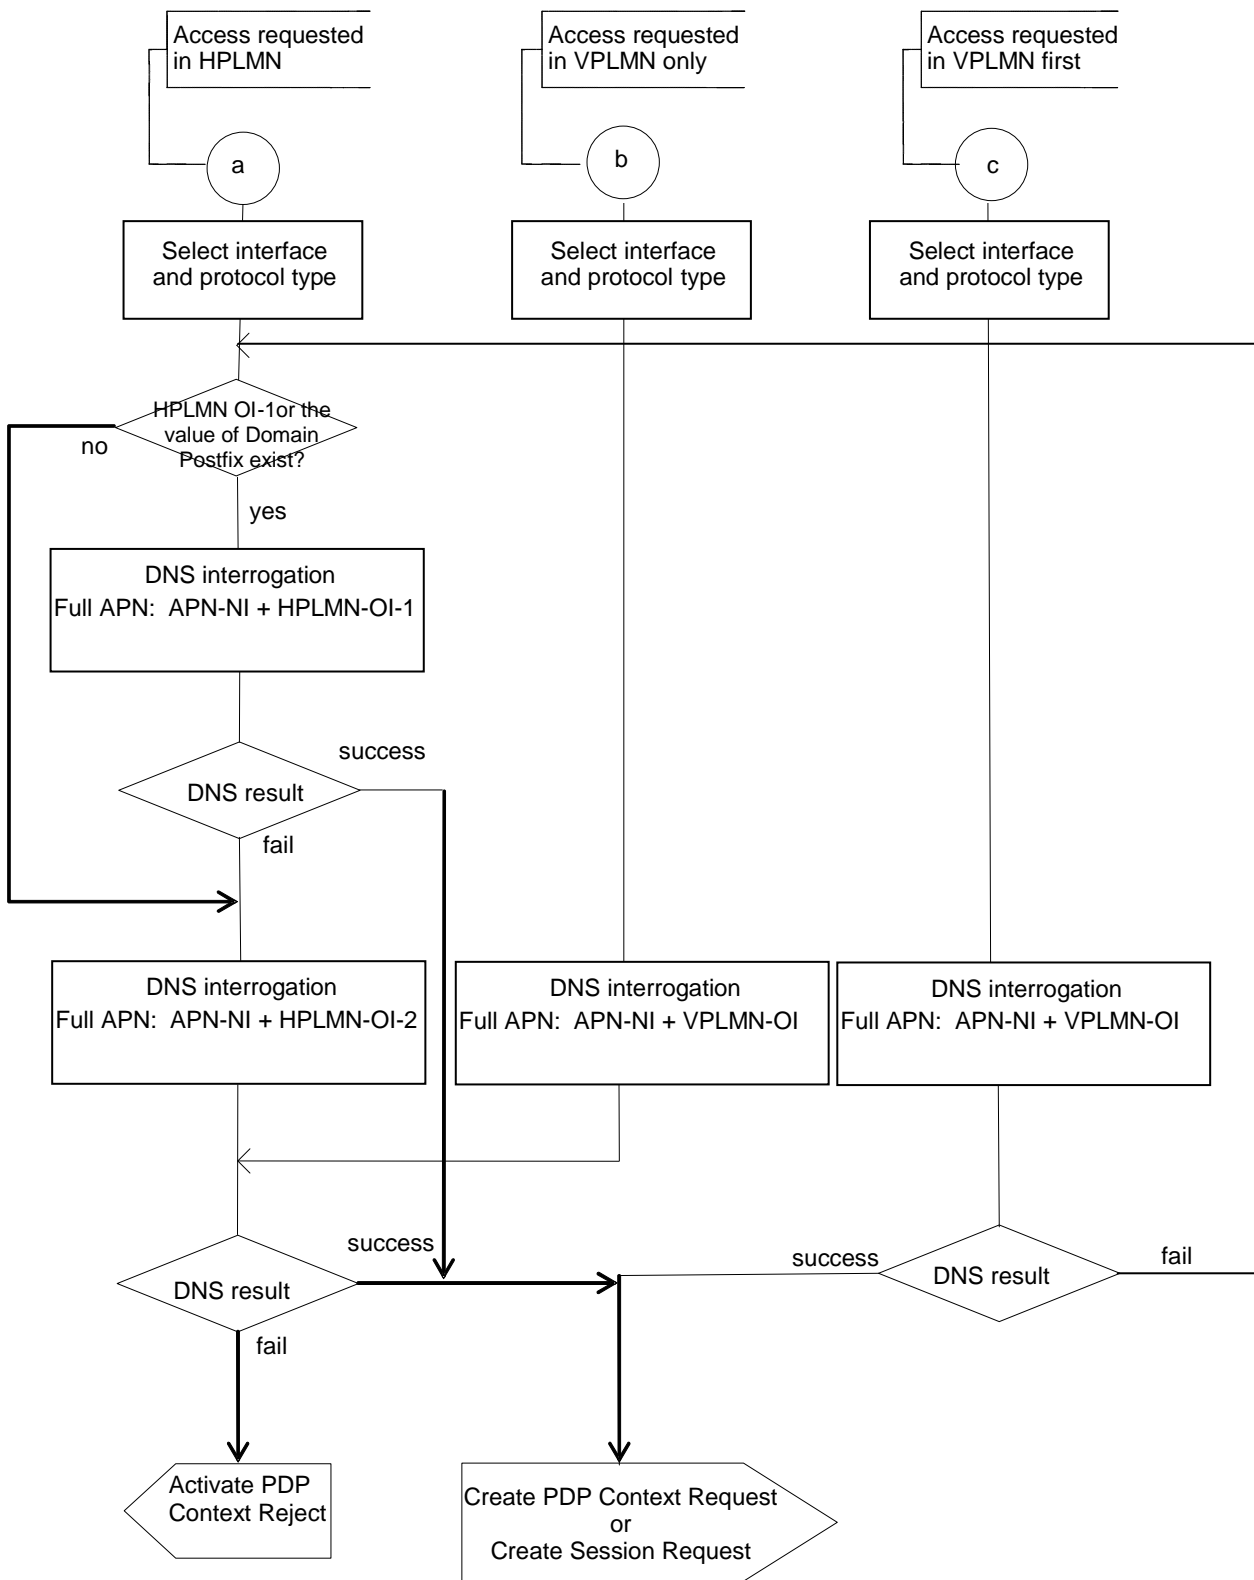 Access requested
in HPLMN
Access requested
in VPLMN only
Access requested
in VPLMN first
a
b
c
Select interface
and protocol type
Select interface
and protocol type
Select interface
and protocol type
HPLMN OI-1or the
value of Domain
Postfix exist?
no
yes
DNS interrogation
Full APN: APN-NI + HPLMN-OI-1
success
DNS result
fail
DNS interrogation
Full APN: APN-NI + HPLMN-OI-2
DNS interrogation
Full APN: APN-NI + VPLMN-OI
DNS interrogation
Full APN: APN-NI + VPLMN-OI
success
DNS result
fail
success
DNS result
fail
Activate PDP
Context Reject
Create PDP Context Request
or
Create Session Request